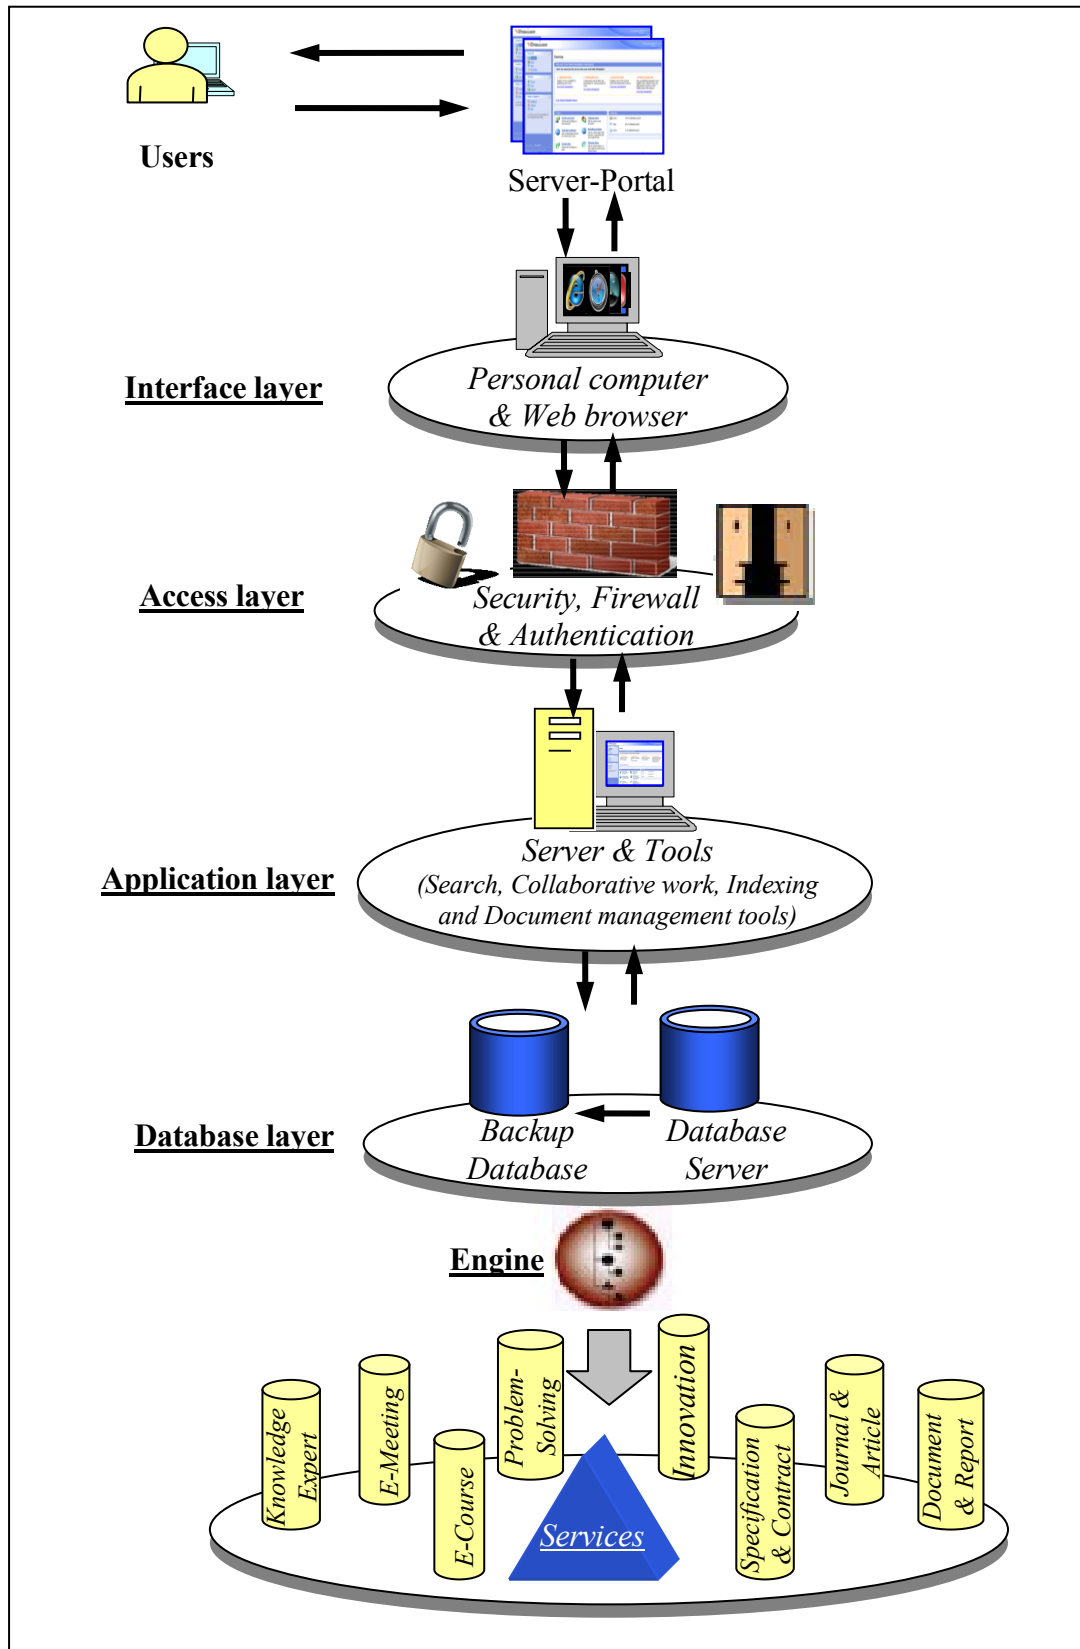 Users
Server-Portal
Interface layer
Personal computer
& Web browser
Access layer
Security, Firewall
& Authentication
Application layer
Server & Tools
(Search, Collaborative work, Indexing
and Document management tools)
Database layer
Backup
Database
Database
Server
Engine
Knowledge
Expert
E-Meeting
E-Course
Problem-
Solving
Services
Innovation
Specification
& Contract
Journal &
Article
Document
& Report